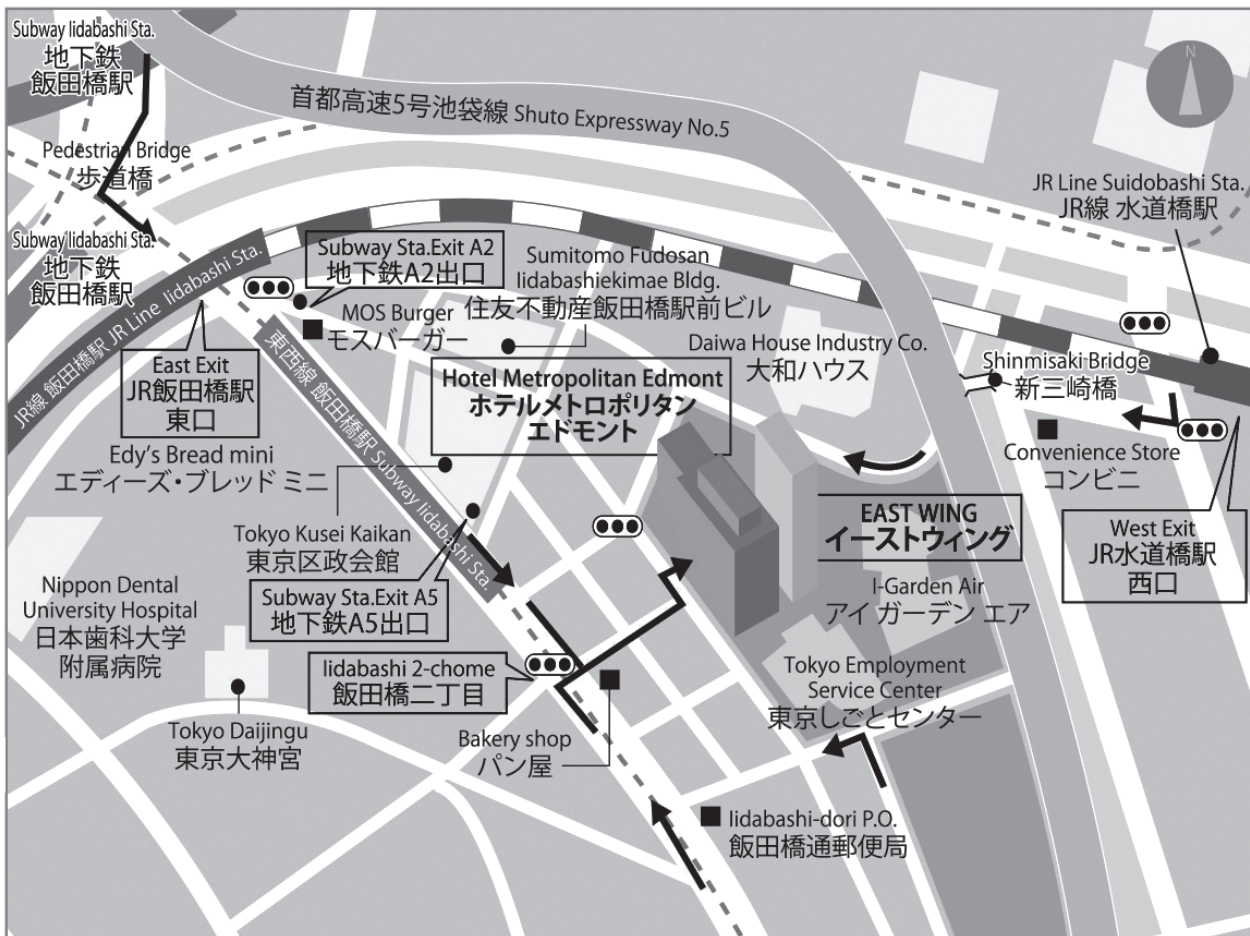 Subway Iidabashi Sta.
地下鉄
飯田橋駅
首都高速5号池袋線 Shuto Expressway No.5
N
Pedestrian Bridge
歩道橋
JR Line Suidobashi Sta.
JR線 水道橋駅
Subway Iidabashi Sta.
地下鉄
飯田橋駅
JR線 飯田橋駅 JR Line Iidabashi Sta.
Subway Sta.Exit A2
地下鉄A2出口
Sumitomo Fudosan
Iidabashiekimae Bldg.
住友不動産飯田橋駅前ビル
MOS Burger
モスバーガー
Daiwa House Industry Co.
大和ハウス
Shinmisaki Bridge
新三崎橋
East Exit
JR飯田橋駅
東口
東西線 飯田橋駅 Subway Iidabashi Sta.
Hotel Metropolitan Edmont
ホテルメトロポリタン
エドモント
Edy's Bread mini
エディーズ・ブレッド ミニ
Convenience Store
コンビニ
EAST WING
イーストウィング
West Exit
JR水道橋駅
西口
Tokyo Kusei Kaikan
東京区政会館
Nippon Dental
University Hospital
日本歯科大学
附属病院
Subway Sta.Exit A5
地下鉄A5出口
I-Garden Air
アイ ガーデン エア
Iidabashi 2-chome
飯田橋二丁目
Tokyo Employment
Service Center
東京しごとセンター
Tokyo Daijingu
東京大神宮
Bakery shop
パン屋
Iidabashi-dori P.O.
飯田橋通郵便局